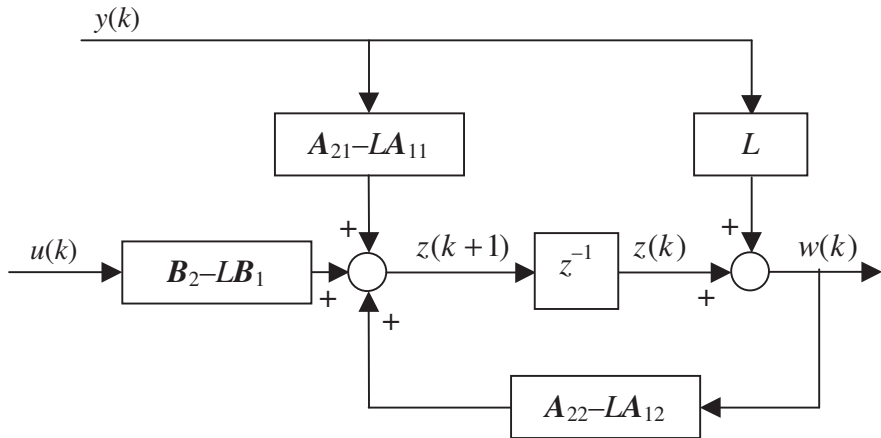 y(k)
A₂₁–LA₁₁
L
+
+
u(k)
B₂–LB₁
+
z(k+1)
z⁻¹
z(k)
+
w(k)
+
A₂₂–LA₁₂